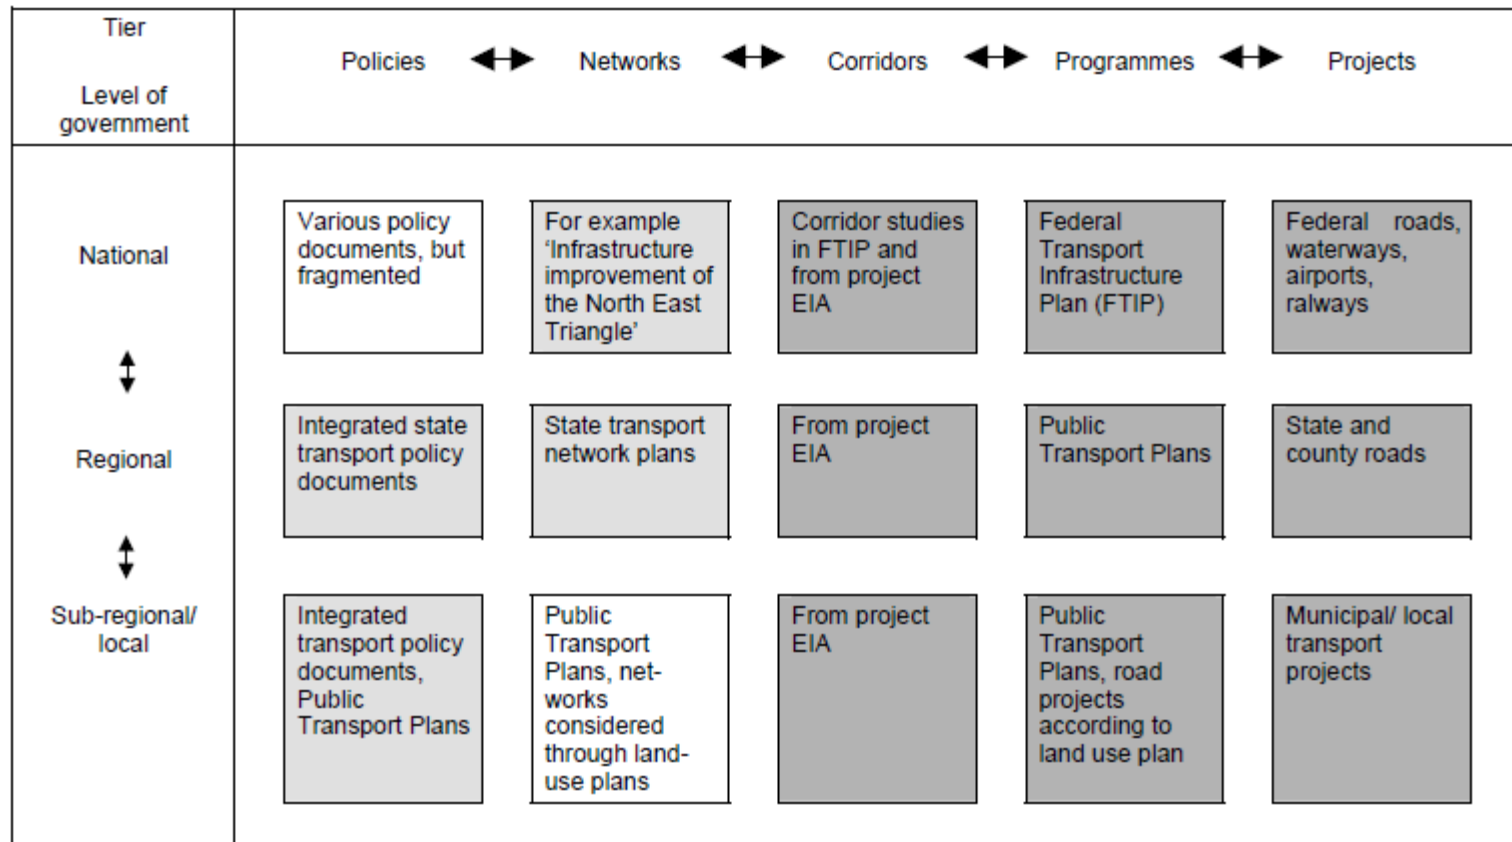 Tier
Level of
government
Policies
Networks
Corridors
Programmes
Projects
National
Various policy
documents, but
fragmented
For example
‘Infrastructure
improvement of
the North East
Triangle’
Corridor studies
in FTIP and
from project
EIA
Federal
Transport
Infrastructure
Plan (FTIP)
Federal roads,
waterways,
airports,
ralways
Regional
Integrated state
transport policy
documents
State transport
network plans
From project
EIA
Public
Transport Plans
State and
county roads
Sub-regional/
local
Integrated
transport policy
documents,
Public
Transport Plans
Public
Transport
Plans, net-
works
considered
through land-
use plans
From project
EIA
Public
Transport
Plans, road
projects
according to
land use plan
Municipal/ local
transport
projects